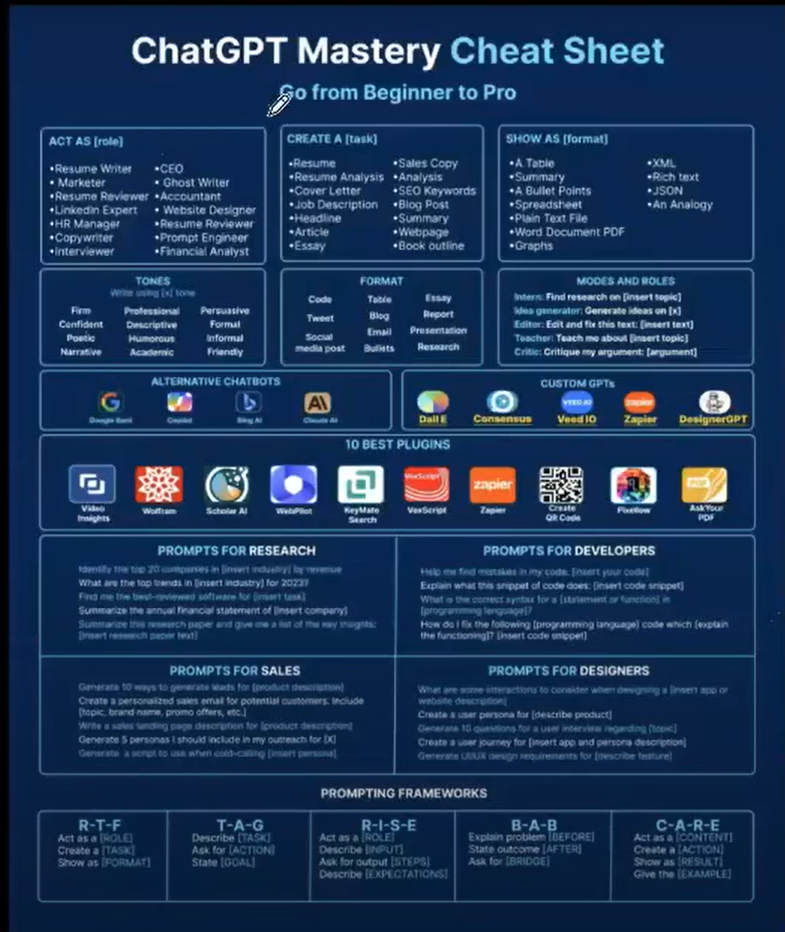 ChatGPT Mastery Cheat Sheet
Go from Beginner to Pro
ACT AS [role]
•Resume Writer
• Marketer
•Resume Reviewer
•LinkedIn Expert
•HR Manager
•Copywriter
•Interviewer
•CEO
• Ghost Writer
•Accountant
• Website Designer
•Resume Reviewer
•Prompt Engineer
•Financial Analyst
CREATE A [task]
•Resume
•Resume Analysis
•Cover Letter
•Job Description
•Headline
•Article
•Essay
•Sales Copy
•Analysis
•SEO Keywords
•Blog Post
•Summary
•Webpage
•Book outline
SHOW AS [format]
•A Table
•Summary
•A Bullet Points
•Spreadsheet
•Plain Text File
•Word Document PDF
•Graphs
•XML
•Rich text
•JSON
•An Analogy
TONES
Write using [x] tone
Firm
Confident
Poetic
Narrative
Professional
Descriptive
Humorous
Academic
Persuasive
Formal
Informal
Friendly
FORMAT
Code
Tweet
Social
media post
Table
Blog
Email
Bullets
Essay
Report
Presentation
Research
MODES AND ROLES
Intern: Find research on [insert topic]
Idea generator: Generate ideas on [x]
Editor: Edit and fix this text: [insert text]
Teacher: Teach me about [insert topic]
Critic: Critique my argument: [argument]
ALTERNATIVE CHATBOTS
Google Bard
Copilot
Bing AI
Claude AI
CUSTOM GPTs
VEED.IO
zapier
Dall E
Consensus
Veed IO
Zapier
DesignerGPT
10 BEST PLUGINS
VoxScript
zapier
PDF
Video
Insights
Wolfram
Scholar AI
WebPilot
KeyMate
Search
VoxScript
Zapier
Create
QR Code
Pixellow
AskYour
PDF
PROMPTS FOR RESEARCH
Identify the top 20 companies in [insert industry] by revenue
What are the top trends in [insert industry] for 2023?
Find me the best-reviewed software for [insert task]
Summarize the annual financial statement of [insert company]
Summarize this research paper and give me a list of the key insights:
[insert research paper text]
PROMPTS FOR DEVELOPERS
Help me find mistakes in my code. [insert your code]
Explain what this snippet of code does: [insert code snippet]
What is the correct syntax for a [statement or function] in
[programming language]?
How do I fix the following [programming language] code which [explain
the functioning]? [insert code snippet]
PROMPTS FOR SALES
Generate 10 ways to generate leads for [product description]
Create a personalized sales email for potential customers. Include
[topic, brand name, promo offers, etc.]
Write a sales landing page description for [product description]
Generate 5 personas I should include in my outreach for [X]
Generate a script to use when cold-calling [insert persona]
PROMPTS FOR DESIGNERS
What are some interactions to consider when designing a [insert app or
website description]
Create a user persona for [describe product]
Generate 10 questions for a user interview regarding [topic]
Create a user journey for [insert app and persona description]
Generate UI/UX design requirements for [describe feature]
PROMPTING FRAMEWORKS
R-T-F
Act as a [ROLE]
Create a [TASK]
Show as [FORMAT]
T-A-G
Describe [TASK]
Ask for [ACTION]
State [GOAL]
R-I-S-E
Act as a [ROLE]
Describe [INPUT]
Ask for output [STEPS]
Describe [EXPECTATIONS]
B-A-B
Explain problem [BEFORE]
State outcome [AFTER]
Ask for [BRIDGE]
C-A-R-E
Act as a [CONTENT]
Create a [ACTION]
Show as [RESULT]
Give the [EXAMPLE]